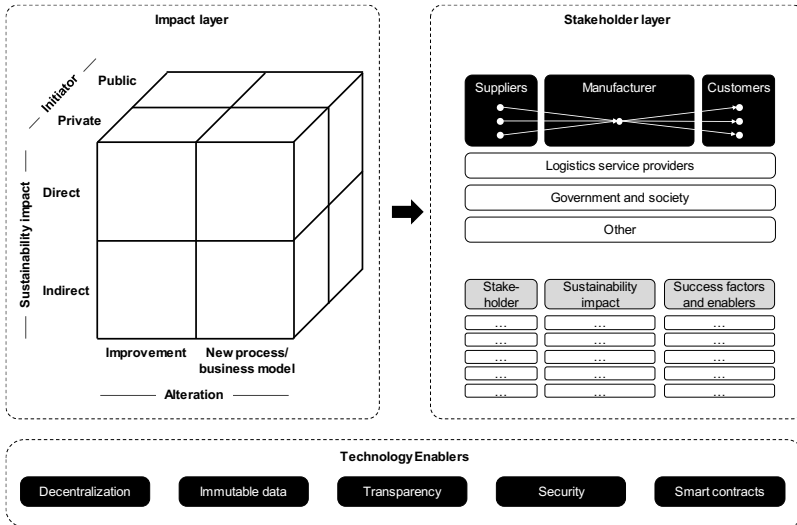 Impact layer
Initiator
Public
Private
Sustainability impact
Direct
Indirect
Improvement
New process/
business model
Alteration
Stakeholder layer
Suppliers
Manufacturer
Customers
Logistics service providers
Government and society
Other
Stake-
holder
Sustainability
impact
Success factors
and enablers
… … …
… … …
… … …
… … …
… … …
Technology Enablers
Decentralization
Immutable data
Transparency
Security
Smart contracts